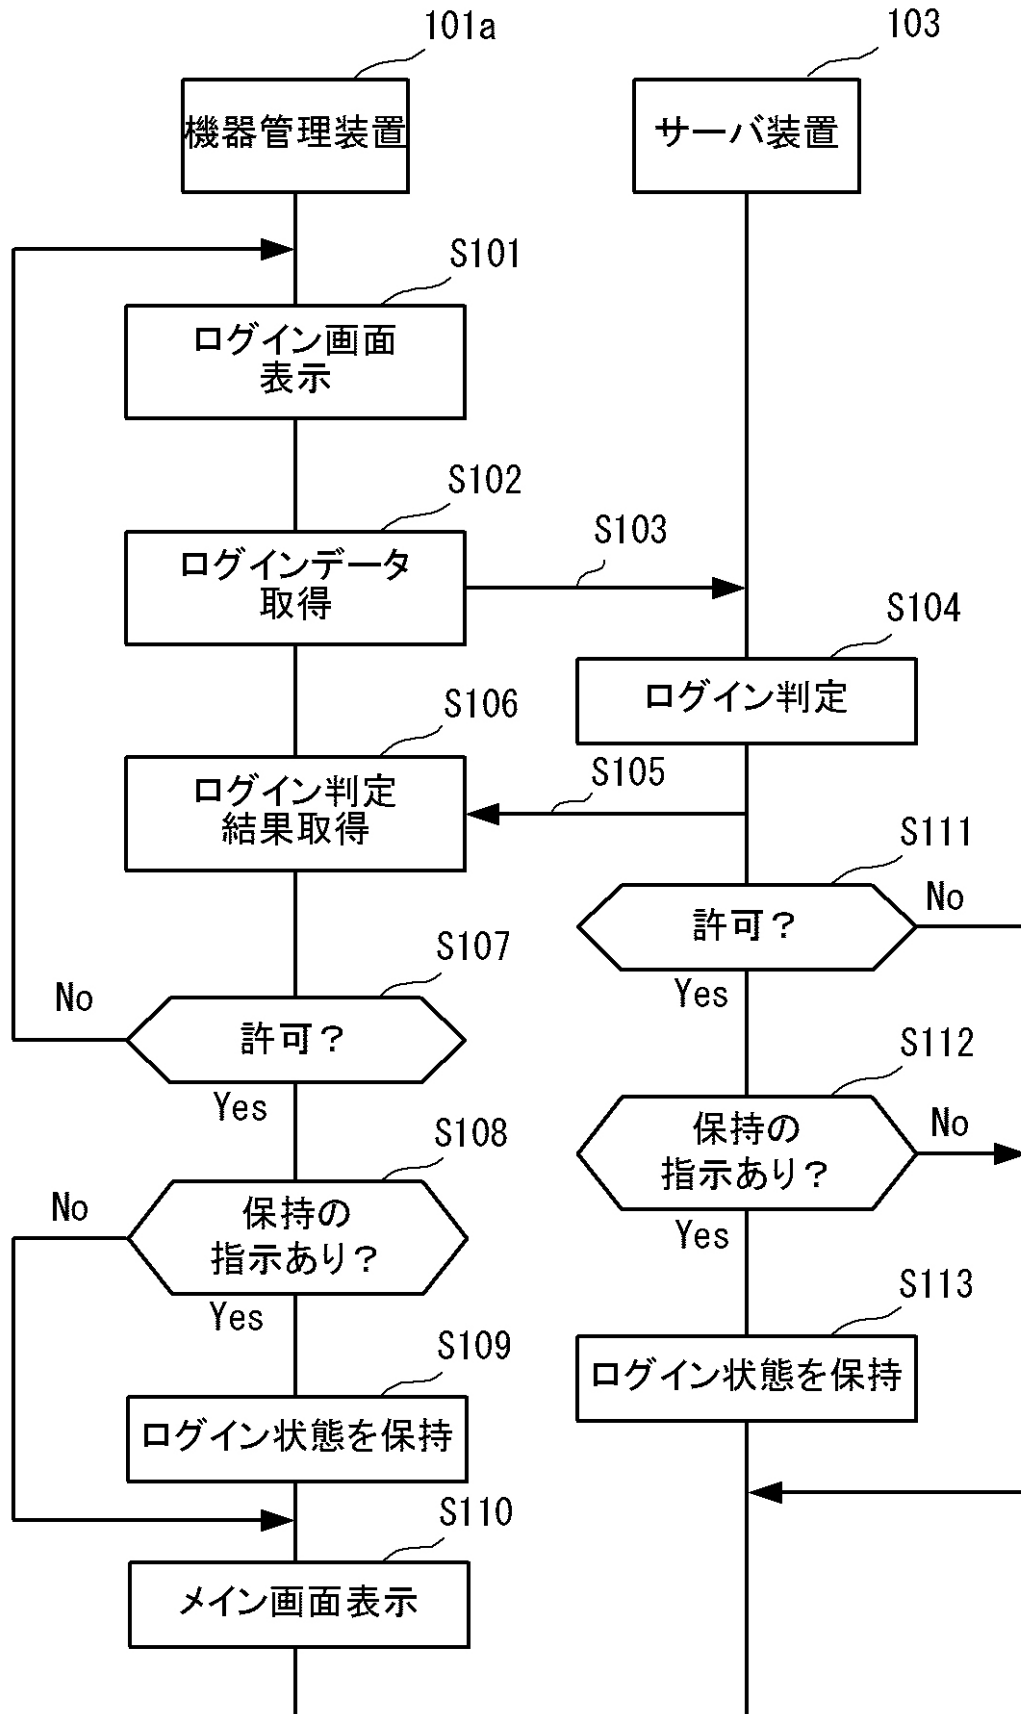 101a
103
機器管理装置
サーバ装置
S101
ログイン画面
表示
S102
S103
ログインデータ
取得
S104
ログイン判定
S106
S105
ログイン判定
結果取得
S111
No
許可？
Yes
S107
No
許可？
Yes
S112
No
保持の
指示あり？
Yes
S108
No
保持の
指示あり？
Yes
S113
ログイン状態を保持
S109
ログイン状態を保持
S110
メイン画面表示